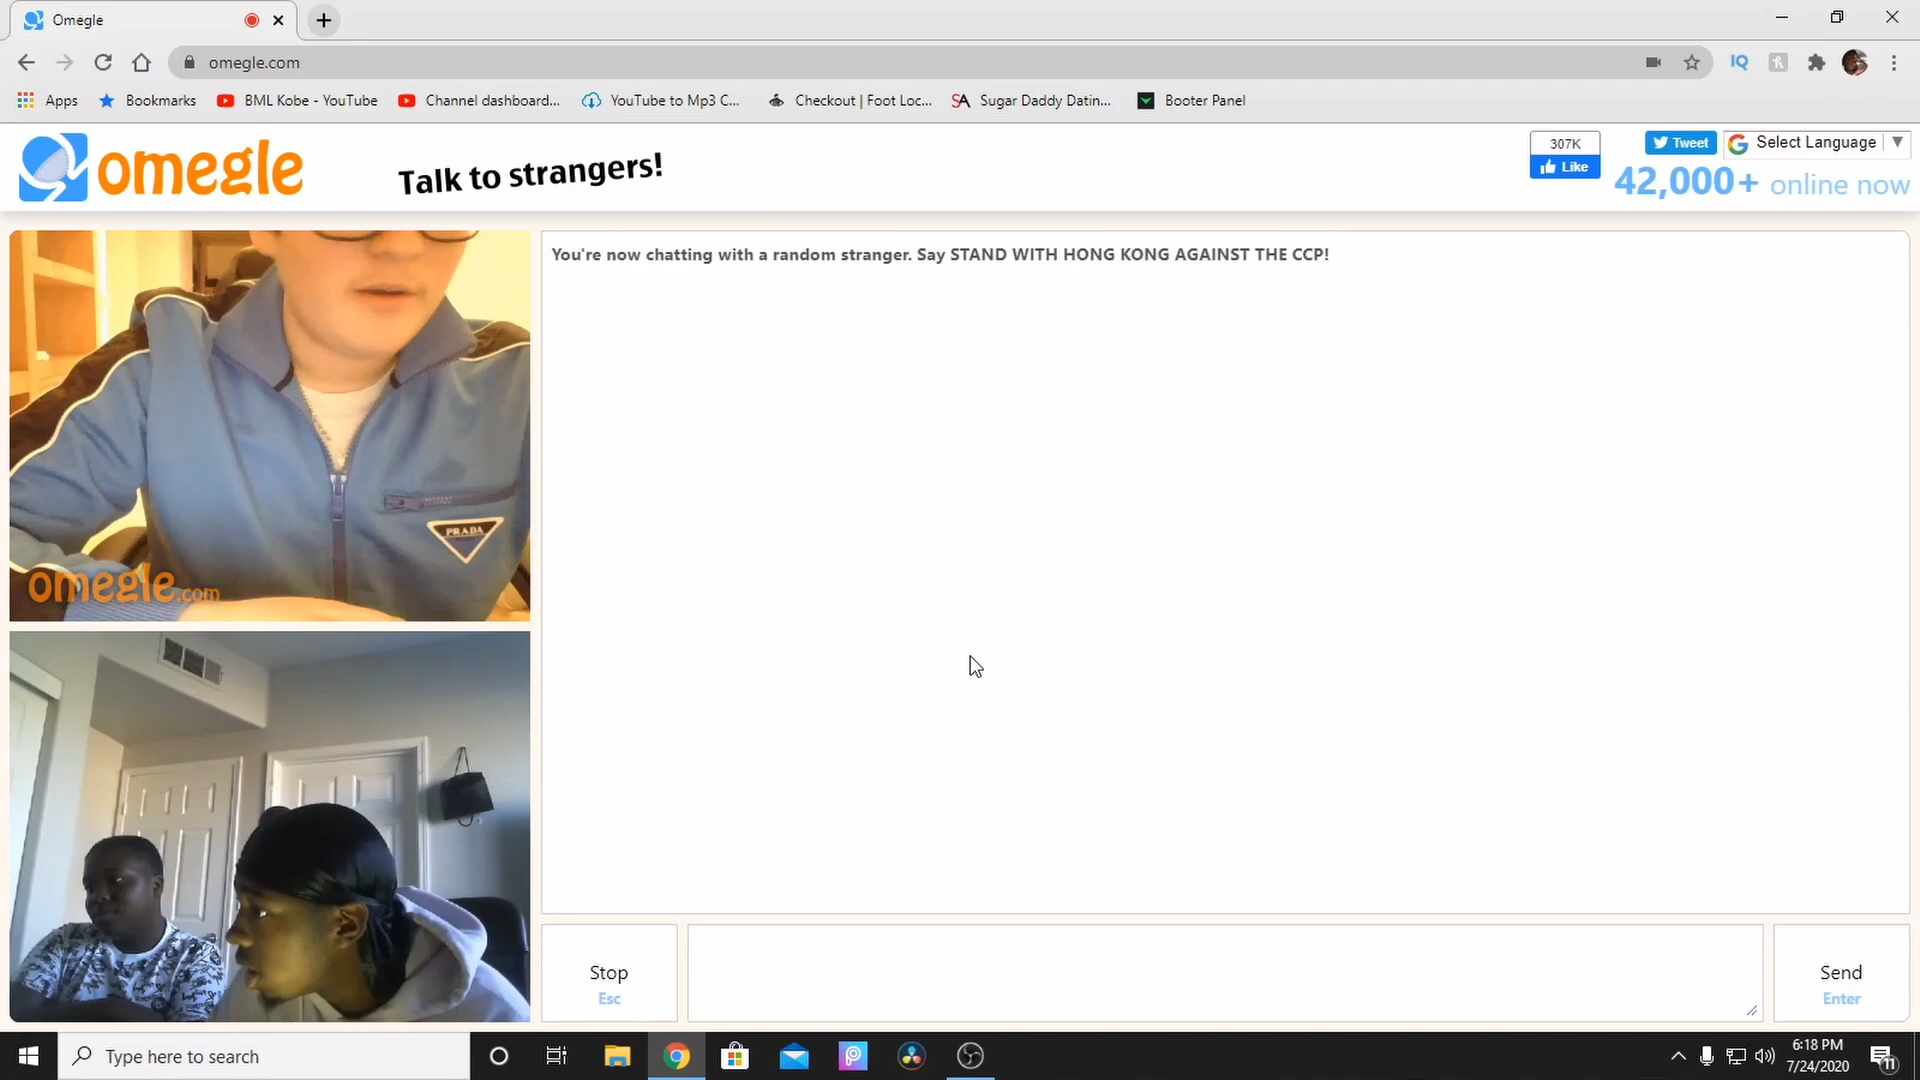 Omegle
omegle.com
IQ
Apps
Bookmarks
BML Kobe - YouTube
Channel dashboard...
YouTube to Mp3 C...
Checkout | Foot Loc...
SA Sugar Daddy Datin...
Booter Panel
omegle
Talk to strangers!
307K
Like
Tweet
Select Language
42,000+ online now
You're now chatting with a random stranger. Say STAND WITH HONG KONG AGAINST THE CCP!
PRADA
omegle.com
Stop
Esc
Send
Enter
Type here to search
6:18 PM
7/24/2020
11